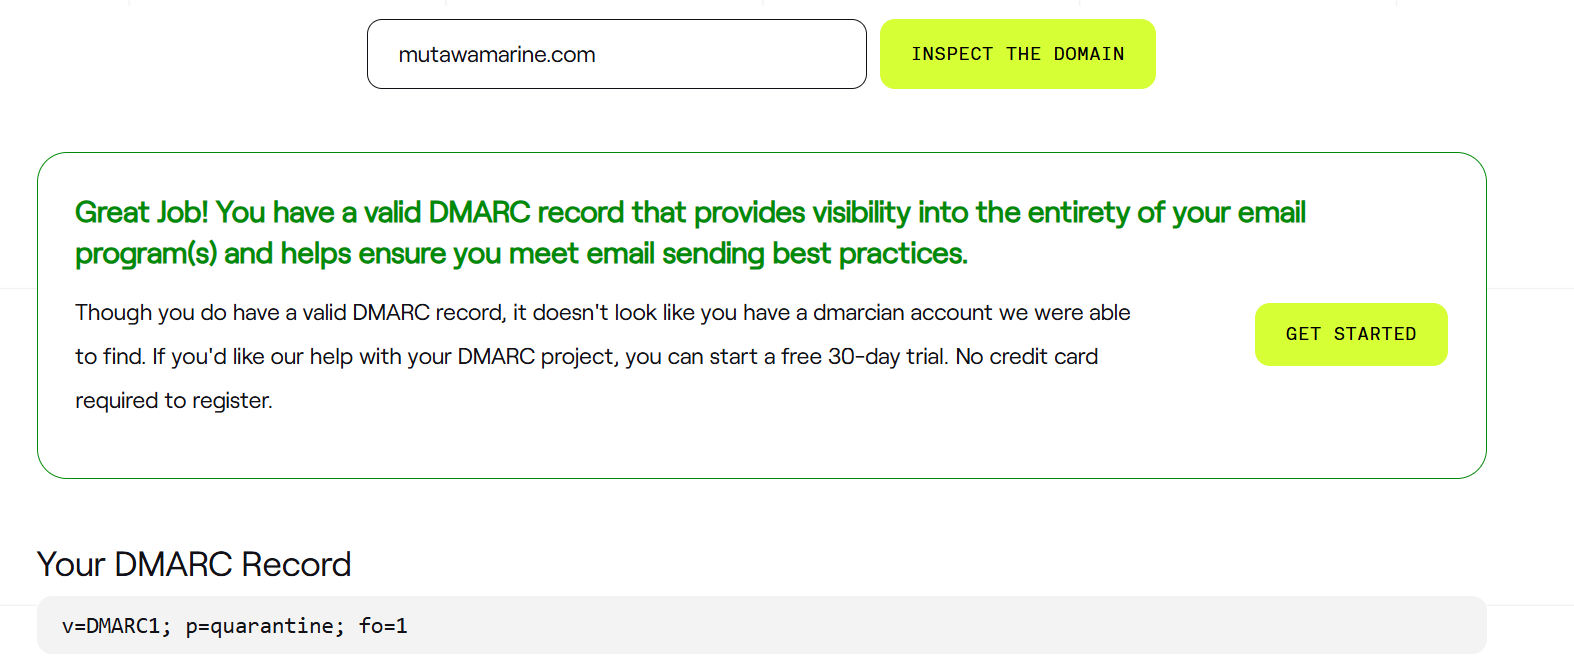 mutawamarine.com
INSPECT THE DOMAIN
Great Job! You have a valid DMARC record that provides visibility into the entirety of your email
program(s) and helps ensure you meet email sending best practices.
Though you do have a valid DMARC record, it doesn't look like you have a dmarcian account we were able
to find. If you'd like our help with your DMARC project, you can start a free 30-day trial. No credit card
required to register.
GET STARTED
Your DMARC Record
v=DMARC1; p=quarantine; fo=1